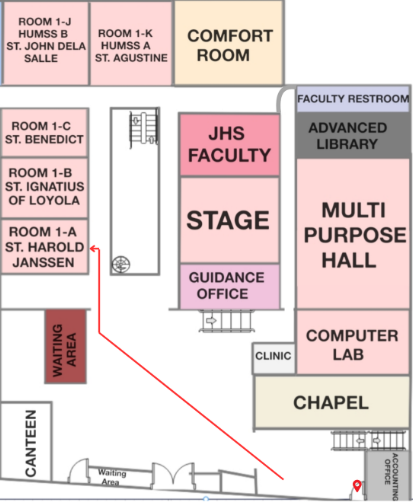 ROOM 1-J
HUMSS B
ST. JOHN DELA
SALLE
ROOM 1-K
HUMSS A
ST. AGUSTINE
COMFORT
ROOM
FACULTY RESTROOM
ADVANCED
LIBRARY
ROOM 1-C
ST. BENEDICT
JHS
FACULTY
ROOM 1-B
ST. IGNATIUS
OF LOYOLA
STAGE
MULTI
PURPOSE
HALL
ROOM 1-A
ST. HAROLD
JANSSEN
GUIDANCE
OFFICE
WAITING
AREA
COMPUTER
LAB
CLINIC
CHAPEL
CANTEEN
Waiting
Area
ACCOUNTING
OFFICE